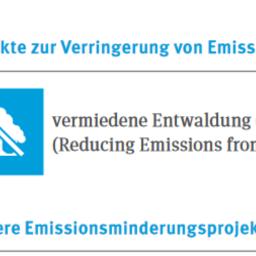 kte zur Verringerung von Emiss
vermiedene Entwaldung
(Reducing Emissions from
ere Emissionsminderungsprojek